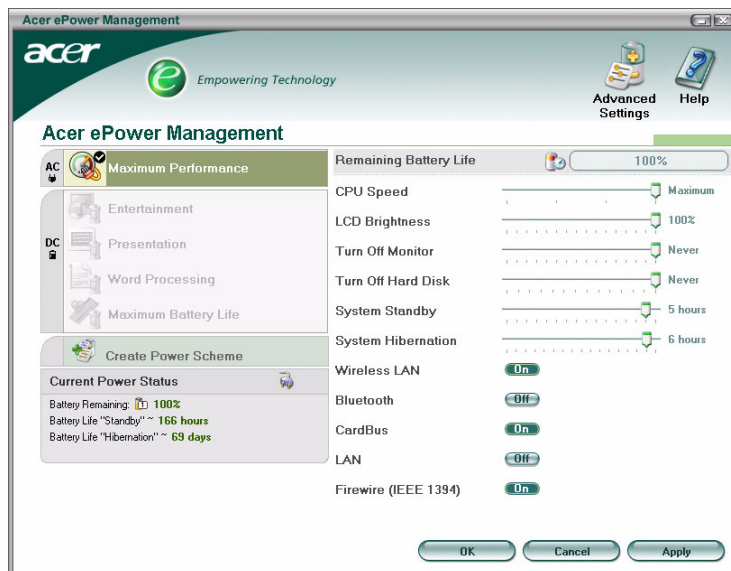 Acer ePower Management
acer
e Empowering Technology
Advanced Settings
Help
Acer ePower Management
AC
Maximum Performance
DC
Entertainment
Presentation
Word Processing
Maximum Battery Life
Create Power Scheme
Current Power Status
Battery Remaining: 100%
Battery Life "Standby" ~ 166 hours
Battery Life "Hibernation" ~ 69 days
Remaining Battery Life 100%
CPU Speed Maximum
LCD Brightness 100%
Turn Off Monitor Never
Turn Off Hard Disk Never
System Standby 5 hours
System Hibernation 6 hours
Wireless LAN On
Bluetooth Off
CardBus On
LAN Off
Firewire (IEEE 1394) On
OK Cancel Apply